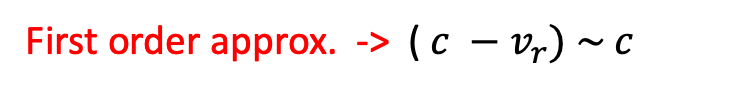 First order approx. -> ( c − vᵣ) ~ c